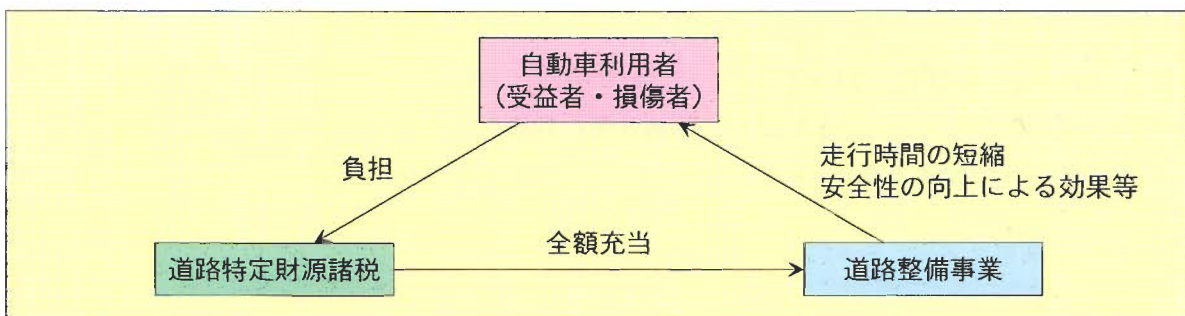 自動車利用者
（受益者・損傷者）
負担
走行時間の短縮
安全性の向上による効果等
全額充当
道路特定財源諸税
道路整備事業